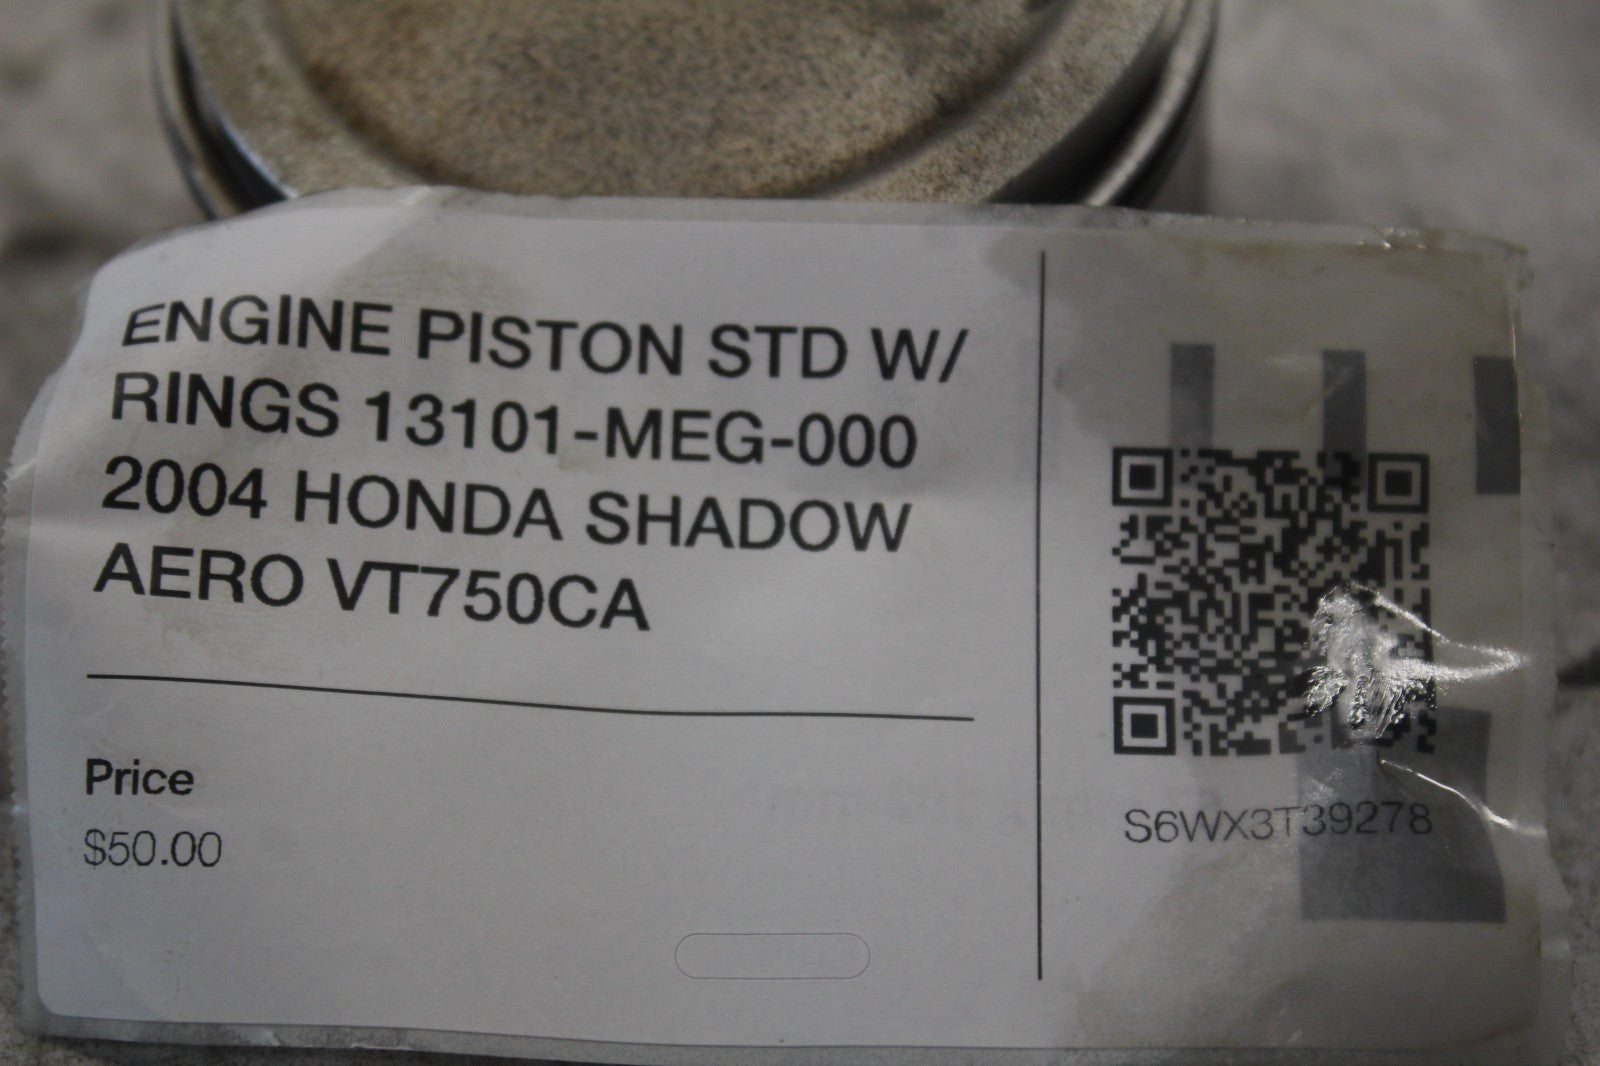 ENGINE PISTON STD W/
RINGS 13101-MEG-000
2004 HONDA SHADOW
AERO VT750CA
Price
$50.00
S6WX3T39278